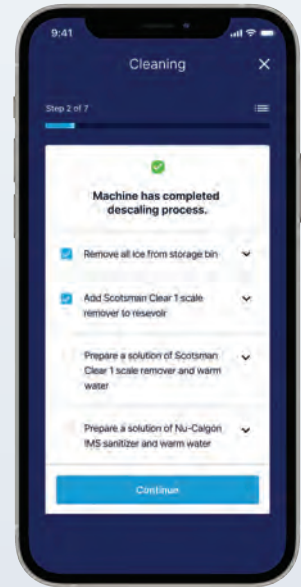 9:41
Cleaning
Step 2 of 7
Machine has completed
descaling process.
Remove all ice from storage bin
Add Scotsman Clear 1 scale
remover to resevoir
Prepare a solution of Scotsman
Clear 1 scale remover and warm
water
Prepare a solution of Nu-Calgon
IMS sanitizer and warm water
Continue